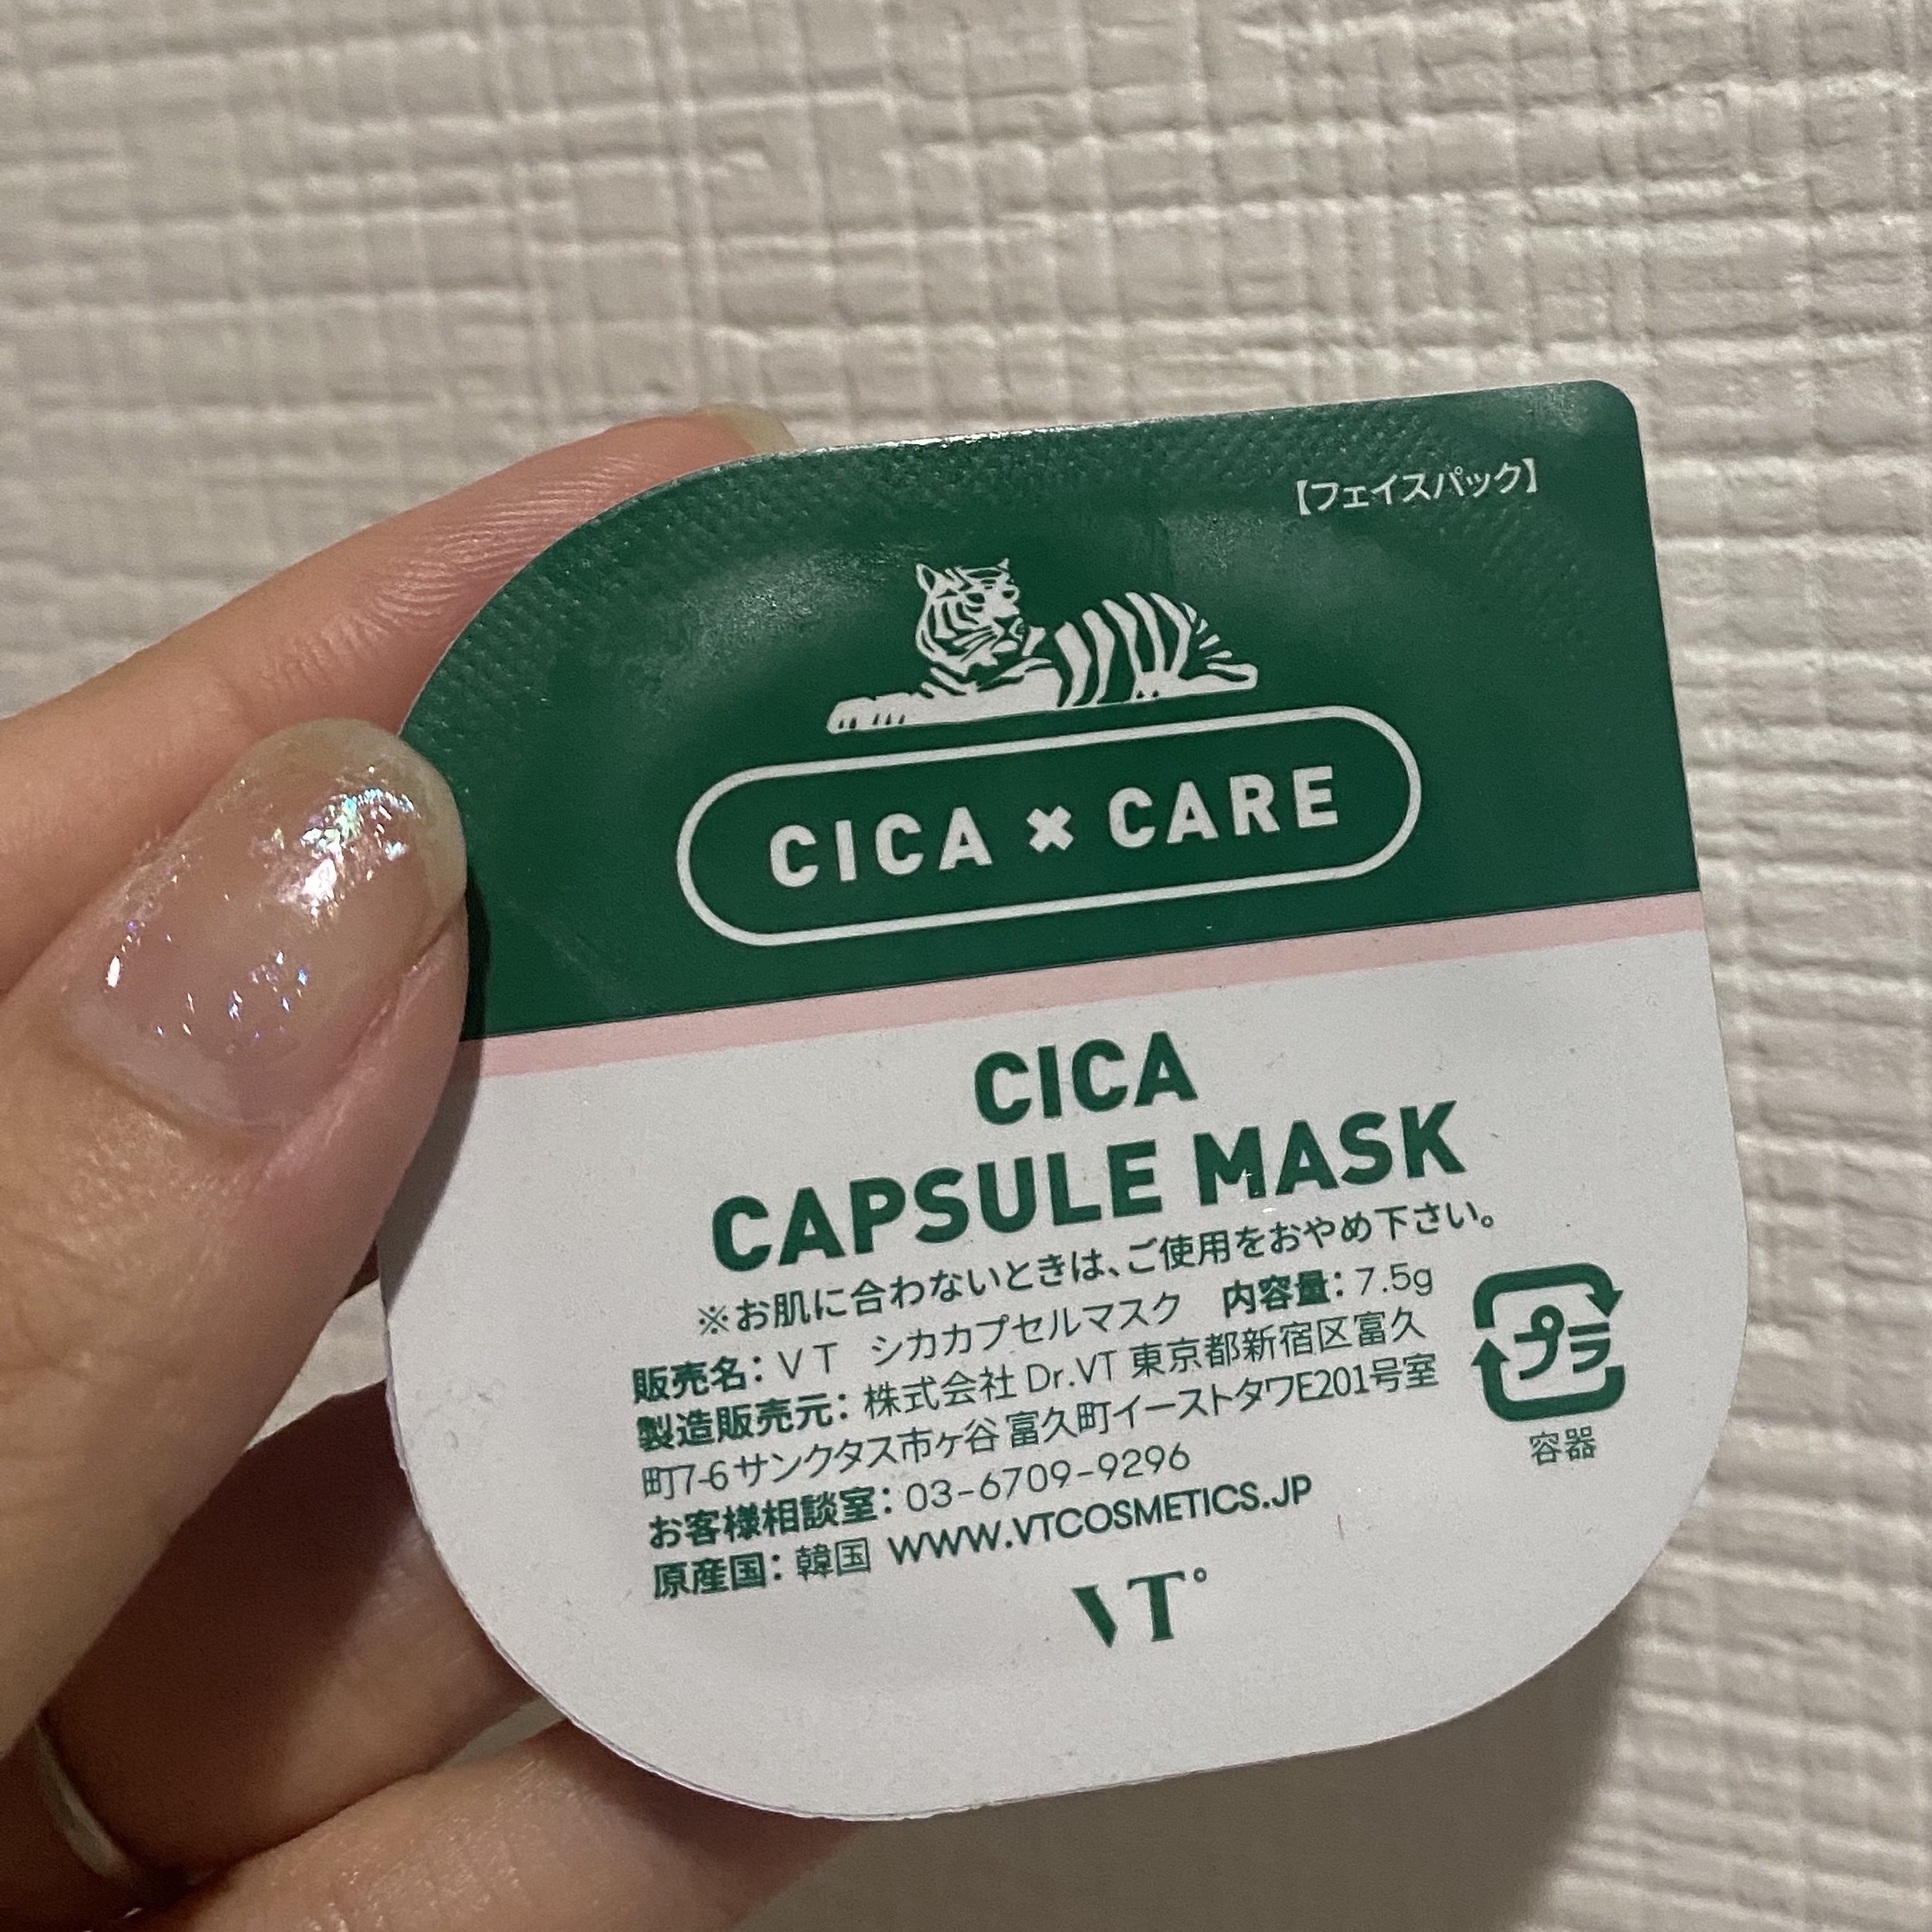 【フェイスパック】
CICA × CARE
CICA
CAPSULE MASK
※お肌に合わないときは、ご使用をおやめ下さい。
販売名：VT シカカプセルマスク 内容量：7.5g
製造販売元：株式会社 Dr.VT 東京都新宿区富久
町7-6サンクタス市ヶ谷 富久町イーストタワE201号室
お客様相談室：03-6709-9296
原産国：韓国 WWW.VTCOSMETICS.JP
プラ
容器
VT°